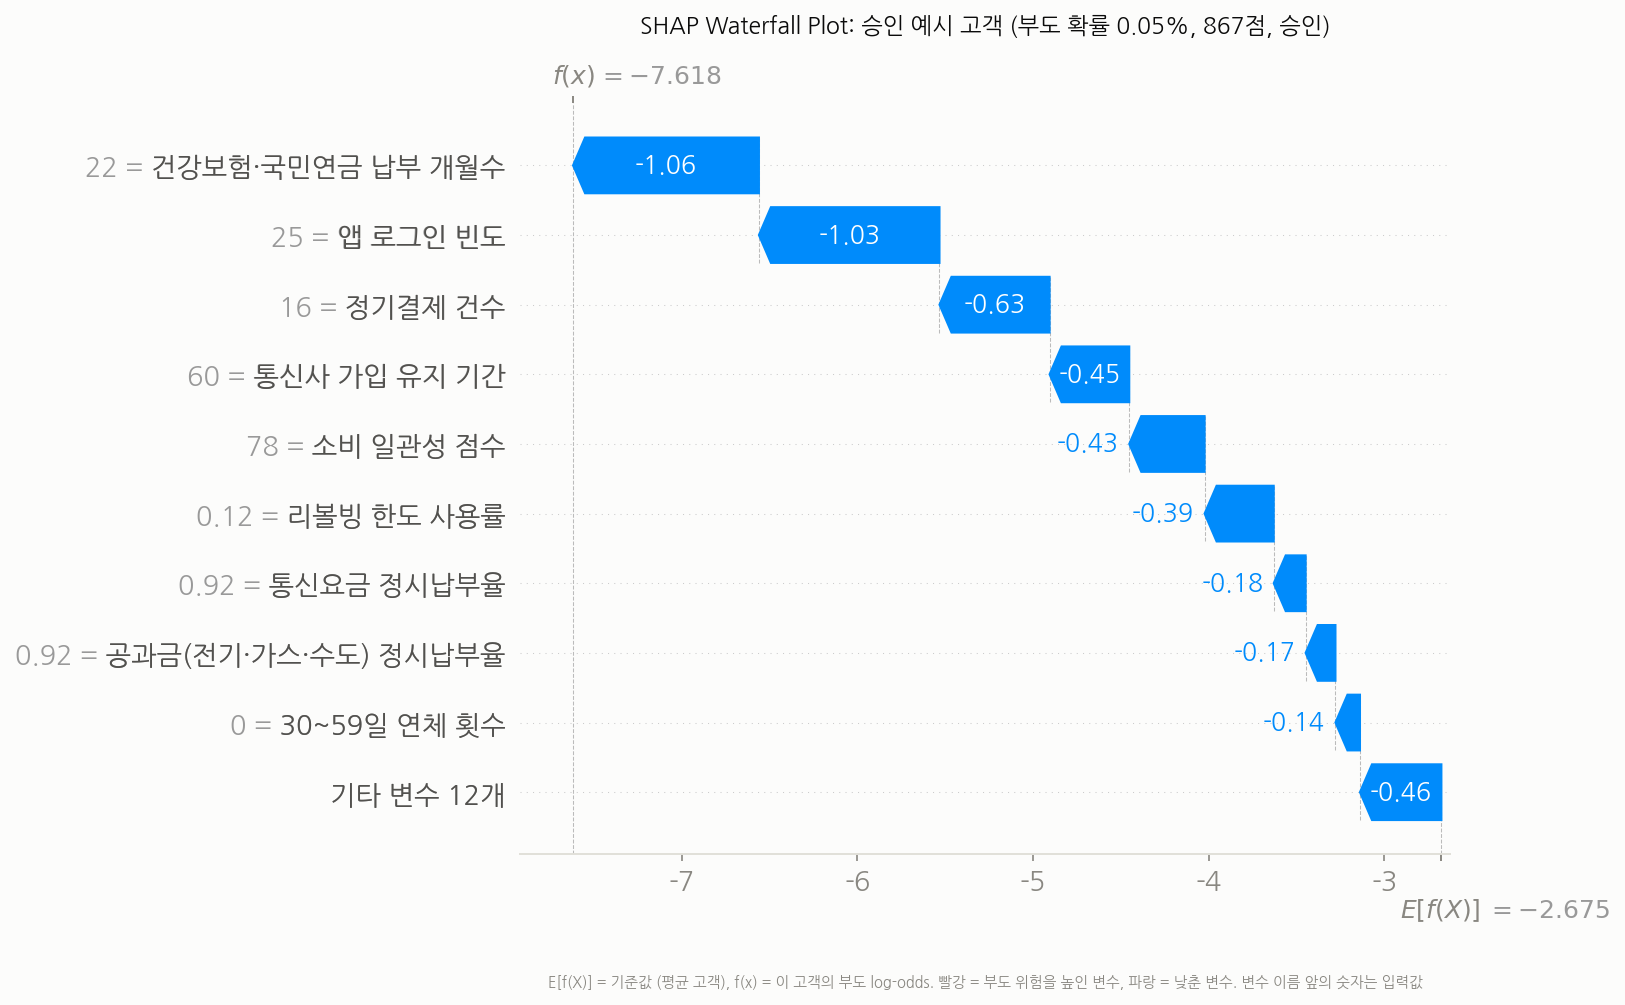 SHAP Waterfall Plot: 승인 예시 고객 (부도 확률 0.05%, 867점, 승인)
f(x) = −7.618
22 = 건강보험·국민연금 납부 개월수
-1.06
25 = 앱 로그인 빈도
-1.03
16 = 정기결제 건수
-0.63
60 = 통신사 가입 유지 기간
-0.45
78 = 소비 일관성 점수
-0.43
0.12 = 리볼빙 한도 사용률
-0.39
0.92 = 통신요금 정시납부율
-0.18
0.92 = 공과금(전기·가스·수도) 정시납부율
-0.17
0 = 30~59일 연체 횟수
-0.14
기타 변수 12개
-0.46
-7 -6 -5 -4 -3
E[f(X)] = −2.675
E[f(X)] = 기준값 (평균 고객), f(x) = 이 고객의 부도 log-odds. 빨강 = 부도 위험을 높인 변수, 파랑 = 낮춘 변수. 변수 이름 앞의 숫자는 입력값